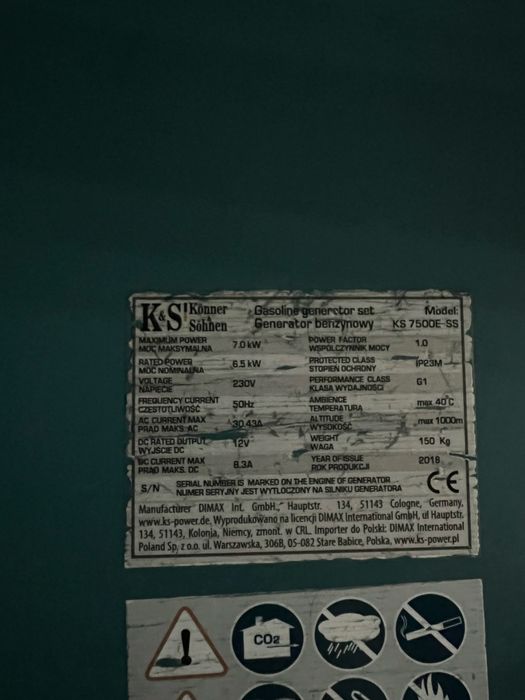 K&S Könner & Söhnen
Gasoline generator set
Generator benzynowy
Model:
KS 7500E-SS
MAXIMUM POWER
MOC MAKSYMALNA
7.0 kW
POWER FACTOR
WSPÓŁCZYNNIK MOCY
1.0
RATED POWER
MOC NOMINALNA
6.5 kW
PROTECTED CLASS
STOPIEŃ OCHRONY
IP23M
VOLTAGE
NAPIĘCIE
230V
PERFORMANCE CLASS
KLASA WYDAJNOŚCI
G1
FREQUENCY CURRENT
CZĘSTOTLIWOŚĆ
50Hz
AMBIENCE
TEMPERATURA
max 40°C
AC CURRENT MAX
PRĄD MAKS. AC
30.43A
ALTITUDE
WYSOKOŚĆ
max 1000m
DC RATED OUTPUT
WYJŚCIE DC
12V
WEIGHT
WAGA
150 Kg
DC CURRENT MAX
PRĄD MAKS. DC
8.3A
YEAR OF ISSUE
ROK PRODUKCJI
2018
S/N
SERIAL NUMBER IS MARKED ON THE ENGINE OF GENERATOR
NUMER SERYJNY JEST WYTŁOCZONY NA SILNIKU GENERATORA
CE
Manufacturer DIMAX Int. GmbH., Hauptstr. 134, 51143 Cologne, Germany,
www.ks-power.de, Wyprodukowano na licencji DIMAX International GmbH, ul Hauptstr.
134, 51143, Kolonia, Niemcy, zmont. w CRL. Importer do Polski: DIMAX International
Poland Sp, z o.o. ul. Warszawska, 306B, 05-082 Stare Babice, Polska, www.ks-power.pl
CO2